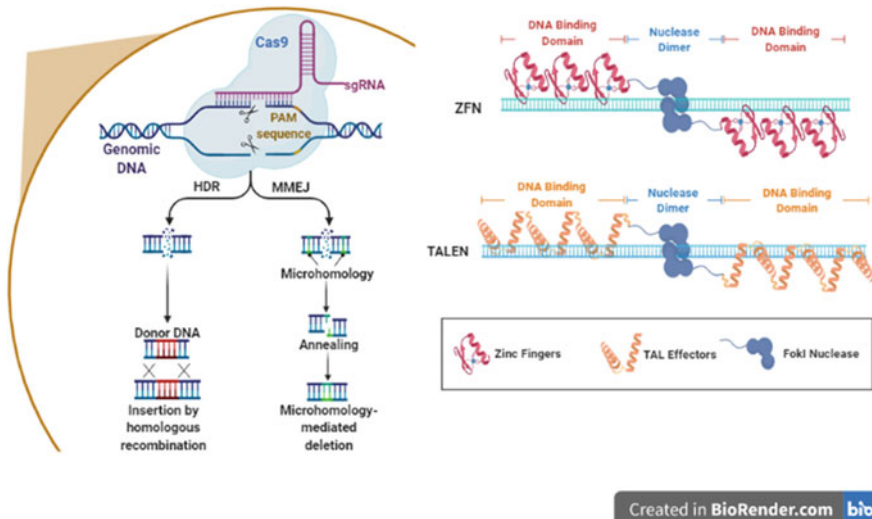 Cas9
sgRNA
PAM
sequence
Genomic
DNA
HDR
MMEJ
Microhomology
Donor DNA
Annealing
Insertion by
homologous
recombination
Microhomology-
mediated
deletion
DNA Binding
Domain
Nuclease
Dimer
DNA Binding
Domain
ZFN
DNA Binding
Domain
Nuclease
Dimer
DNA Binding
Domain
TALEN
Zinc Fingers
TAL Effectors
FokI Nuclease
Created in BioRender.com
bio